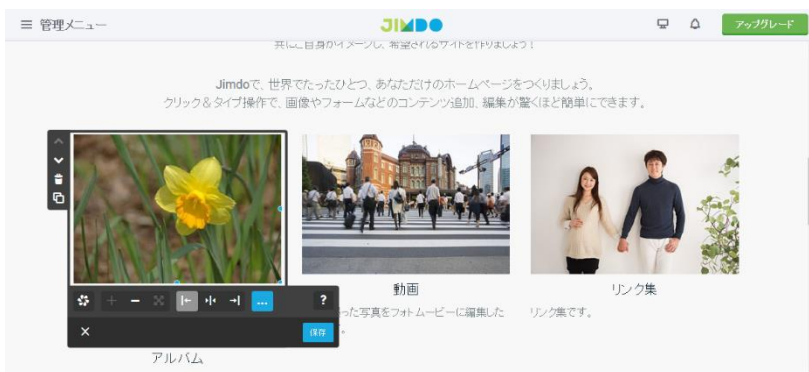 管理メニュー
JIMDO
アップグレード
共にご自身がイメージし、希望されるサイトを作りましょう！
Jimdoで、世界でたったひとつ、あなただけのホームページをつくりましょう。
クリック＆タイプ操作で、画像やフォームなどのコンテンツ追加、編集が驚くほど簡単にできます。
動画
リンク集
った写真をフォトムービーに編集した
リンク集です。
?
保存
。
アルバム